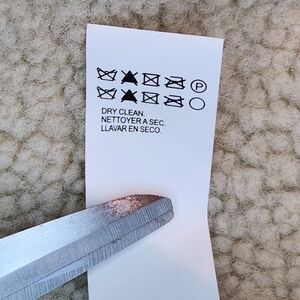 P
DRY CLEAN.
NETTOYER A SEC.
LLAVAR EN SECO.